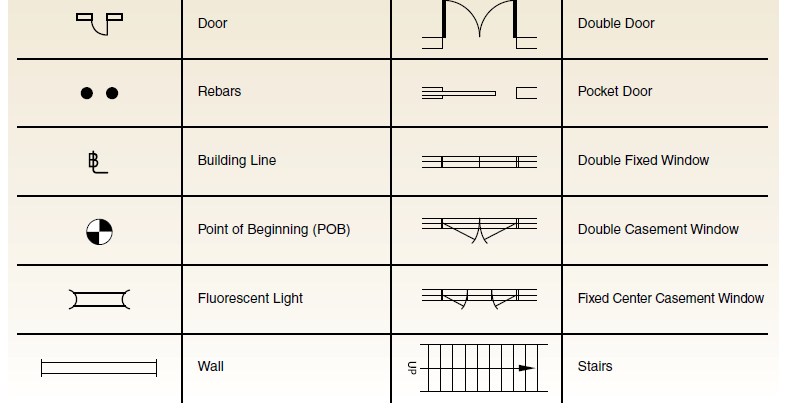 Door
Double Door
Rebars
Pocket Door
BL
Building Line
Double Fixed Window
Point of Beginning (POB)
Double Casement Window
Fluorescent Light
Fixed Center Casement Window
Wall
UP
Stairs